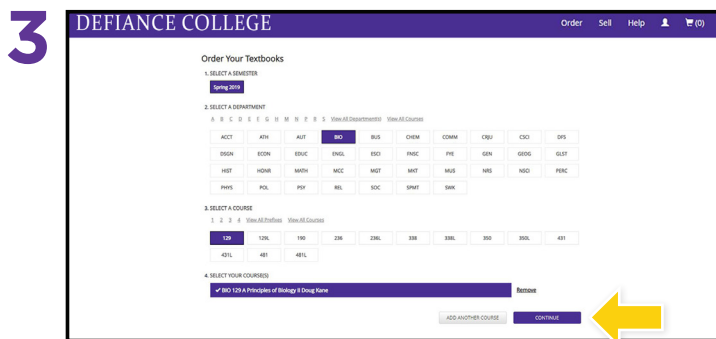 3
DEFIANCE COLLEGE
Order Sell Help (0)
Order Your Textbooks
1. SELECT A SEMESTER
Spring 2019
2. SELECT A DEPARTMENT
A B C D E F G H M N P R S View All Department(s) View All Courses
ACCT ATH AUT BIO BUS CHEM COMM CRJU CSCI DFS
DSGN ECON EDUC ENGL ESCI FNSC FYE GEN GEOG GLST
HIST HONR MATH MCC MGT MKT MUS NRS NSCI PERC
PHYS POL PSY REL SOC SPMT SWK
3. SELECT A COURSE
1 2 3 4 View All Prefixes View All Courses
129 129L 190 236 238L 338 338L 350 350L 431
431L 481 481L
4. SELECT YOUR COURSE(S)
✔ BIO 129 A Principles of Biology II Doug Kane Remove
ADD ANOTHER COURSE CONTINUE